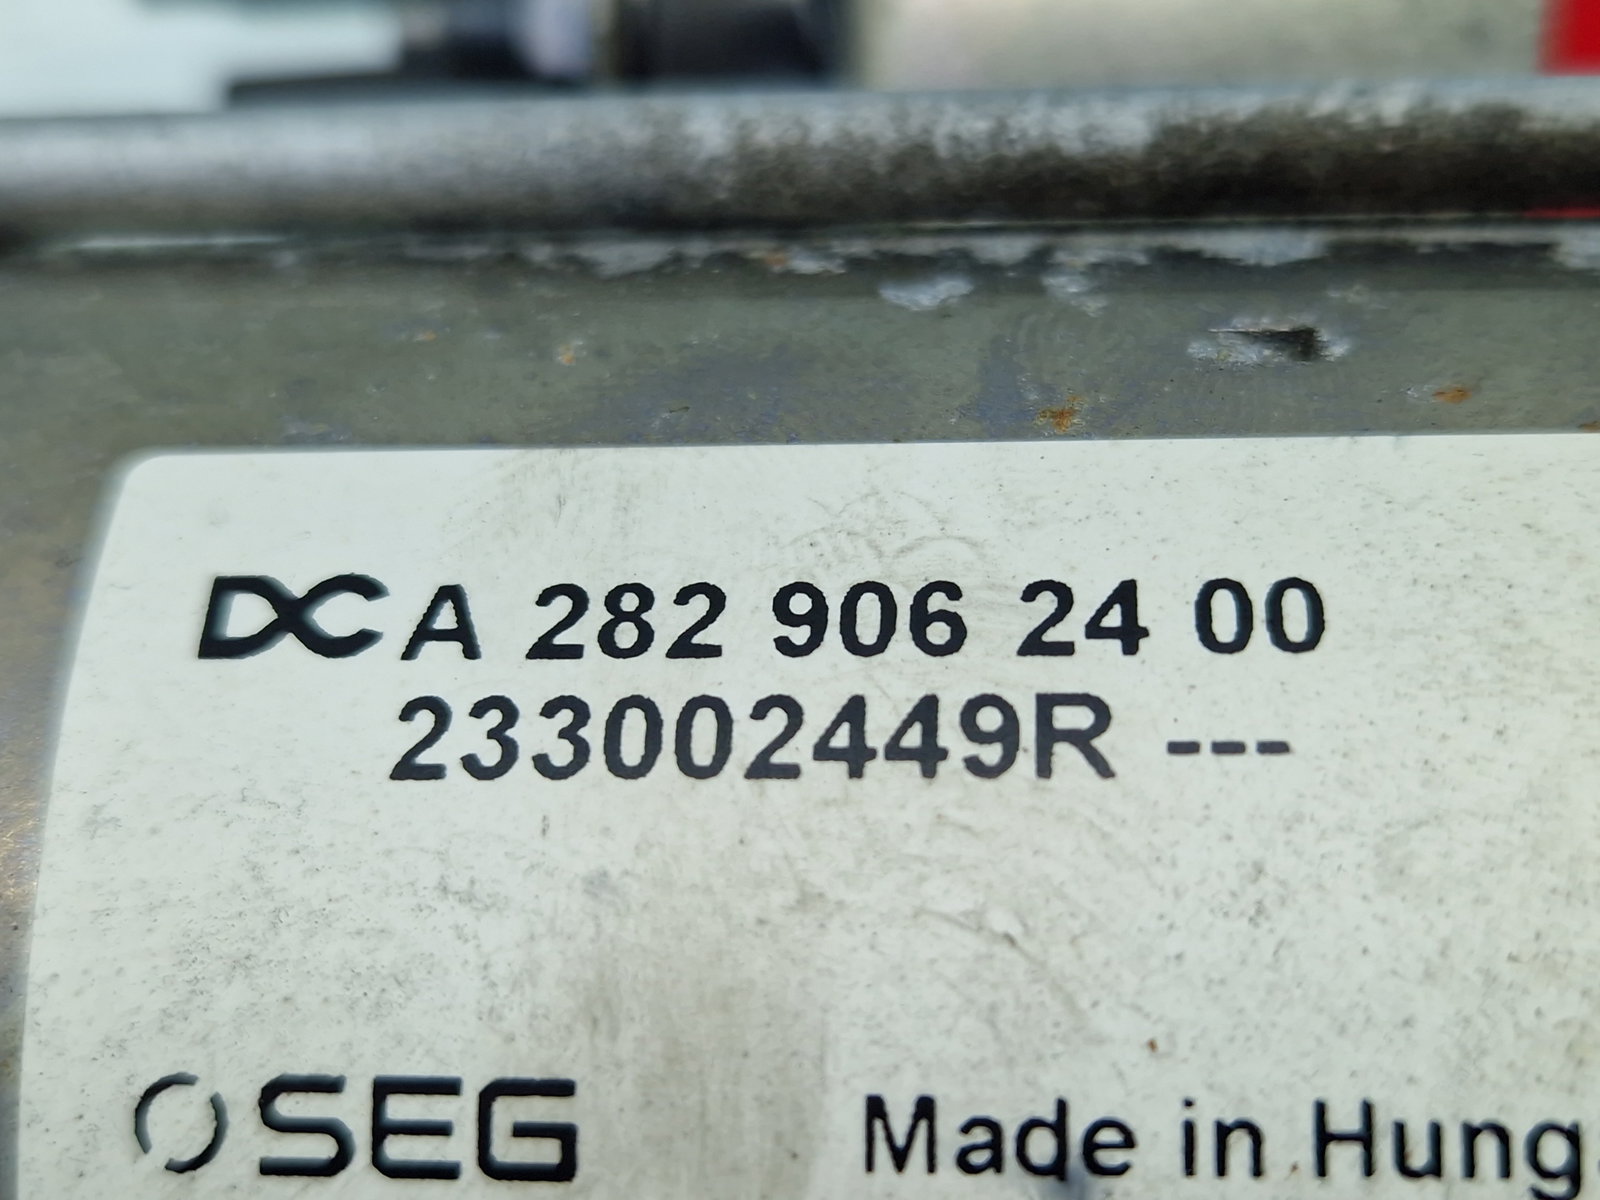 DC A 282 906 24 00
233002449R ---
SEG Made in Hung